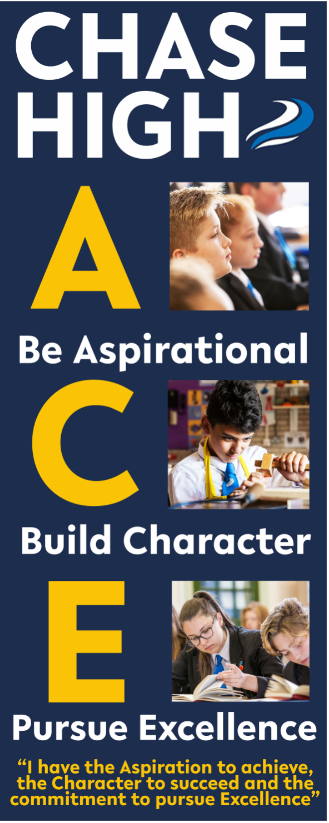 CHASE
HIGH
A
Be Aspirational
C
Build Character
E
Pursue Excellence
“I have the Aspiration to achieve,
the Character to succeed and the
commitment to pursue Excellence”